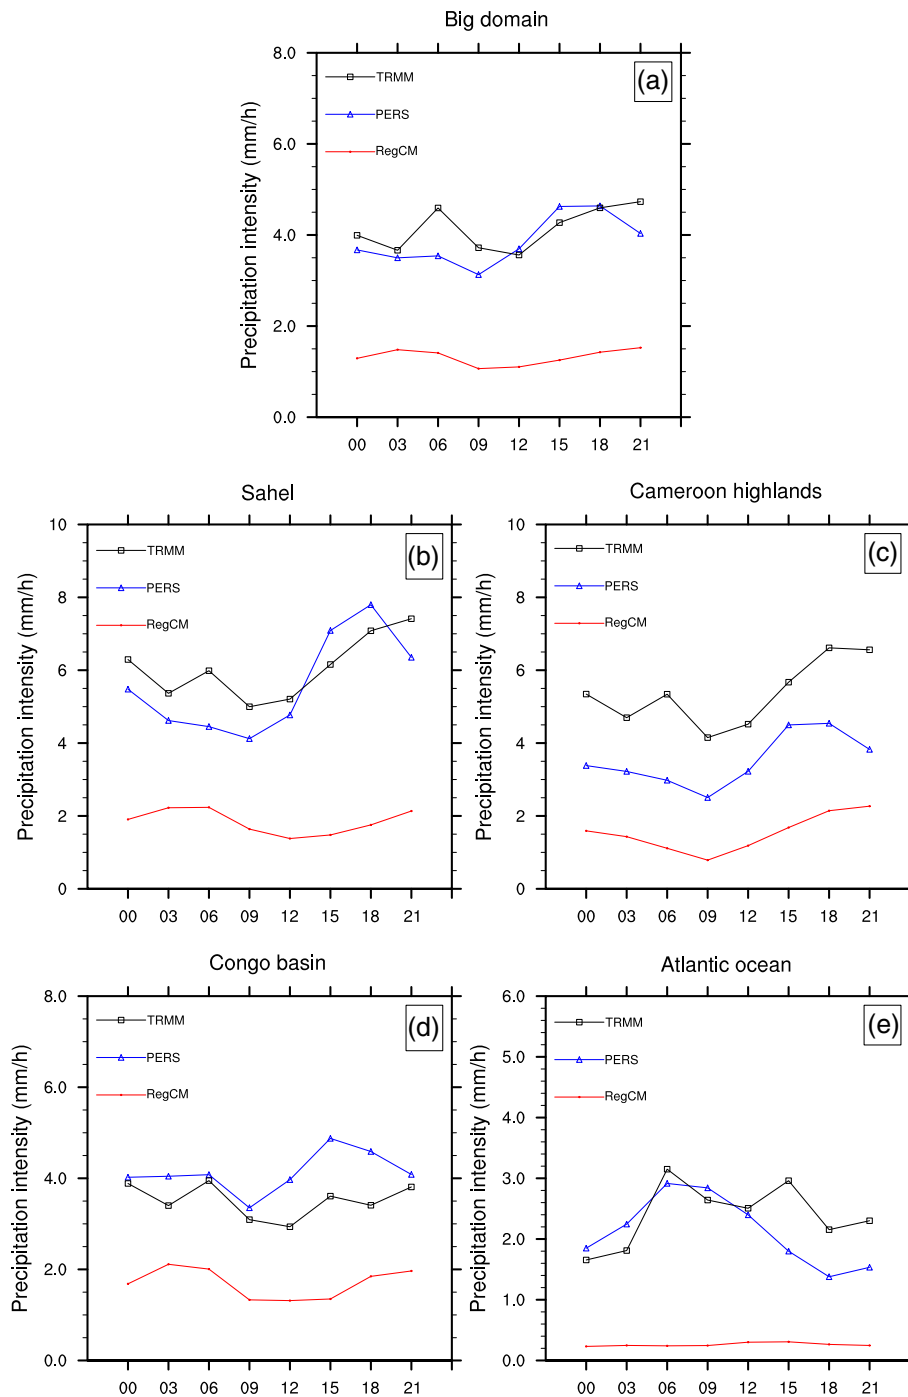 Big domain
(a)
Precipitation intensity (mm/h)
8.0
6.0
4.0
2.0
0.0
TRMM
PERS
RegCM
00 03 06 09 12 15 18 21
Sahel
(b)
Precipitation intensity (mm/h)
10
8
6
4
2
0
TRMM
PERS
RegCM
00 03 06 09 12 15 18 21
Cameroon highlands
(c)
Precipitation intensity (mm/h)
10
8
6
4
2
0
TRMM
PERS
RegCM
00 03 06 09 12 15 18 21
Congo basin
(d)
Precipitation intensity (mm/h)
8.0
6.0
4.0
2.0
0.0
TRMM
PERS
RegCM
00 03 06 09 12 15 18 21
Atlantic ocean
(e)
Precipitation intensity (mm/h)
6.0
5.0
4.0
3.0
2.0
1.0
0.0
TRMM
PERS
RegCM
00 03 06 09 12 15 18 21